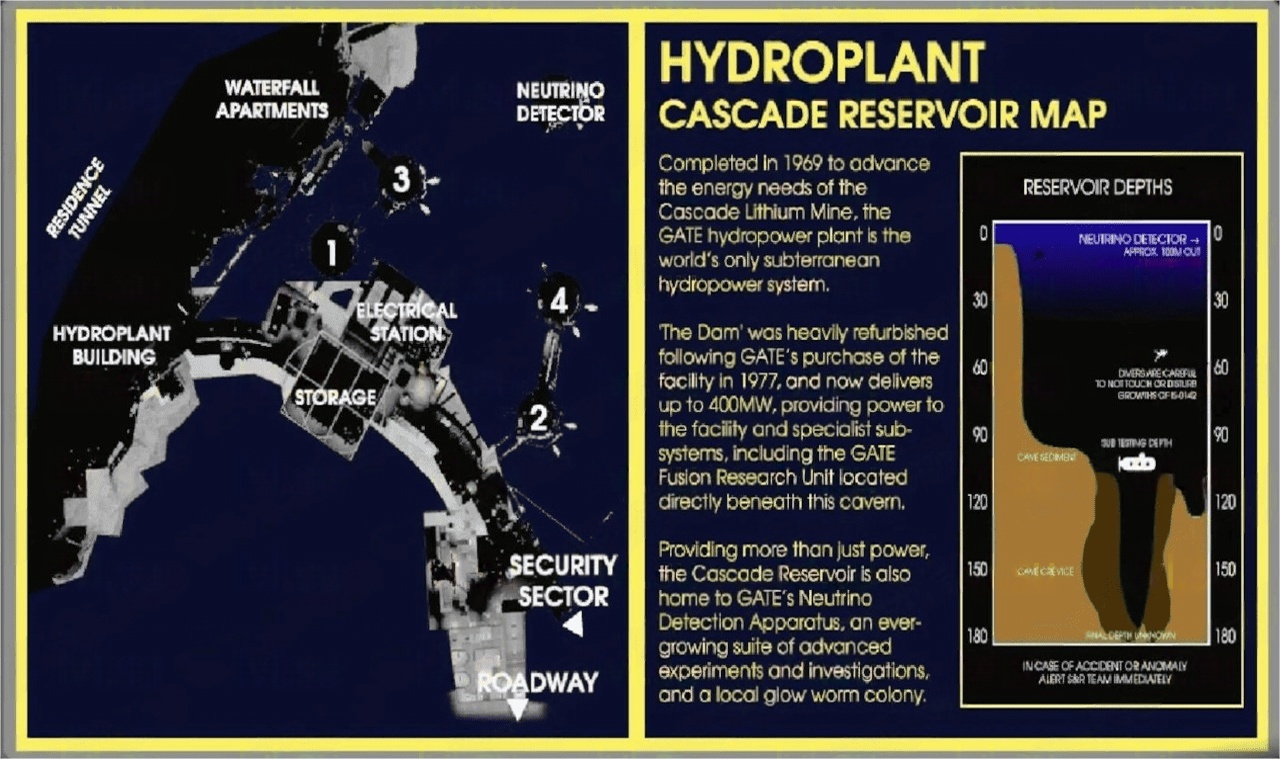 WATERFALL
APARTMENTS
NEUTRINO
DETECTOR
RESIDENCE
TUNNEL
3
1
4
ELECTRICAL
STATION
HYDROPLANT
BUILDING
STORAGE
2
SECURITY
SECTOR
ROADWAY
HYDROPLANT
CASCADE RESERVOIR MAP
Completed in 1969 to advance
the energy needs of the
Cascade Lithium Mine, the
GATE hydropower plant is the
world's only subterranean
hydropower system.
'The Dam' was heavily refurbished
following GATE's purchase of the
facility in 1977, and now delivers
up to 400MW, providing power to
the facility and specialist sub-
systems, including the GATE
Fusion Research Unit located
directly beneath this cavern.
Providing more than just power,
the Cascade Reservoir is also
home to GATE's Neutrino
Detection Apparatus, an ever-
growing suite of advanced
experiments and investigations,
and a local glow worm colony.
RESERVOIR DEPTHS
0 0
NEUTRINO DETECTOR →
APPROX. 100M OUT
30 30
60 60
DIVERS ARE CAREFUL
TO NOT TOUCH OR DISTURB
GROWTHS OF IS-0142
90 90
SUB TESTING DEPTH
CAVE SEDIMENT
120 120
150 150
CAVE CREVICE
180 180
FINAL DEPTH UNKNOWN
IN CASE OF ACCIDENT OR ANOMALY
ALERT S&R TEAM IMMEDIATELY